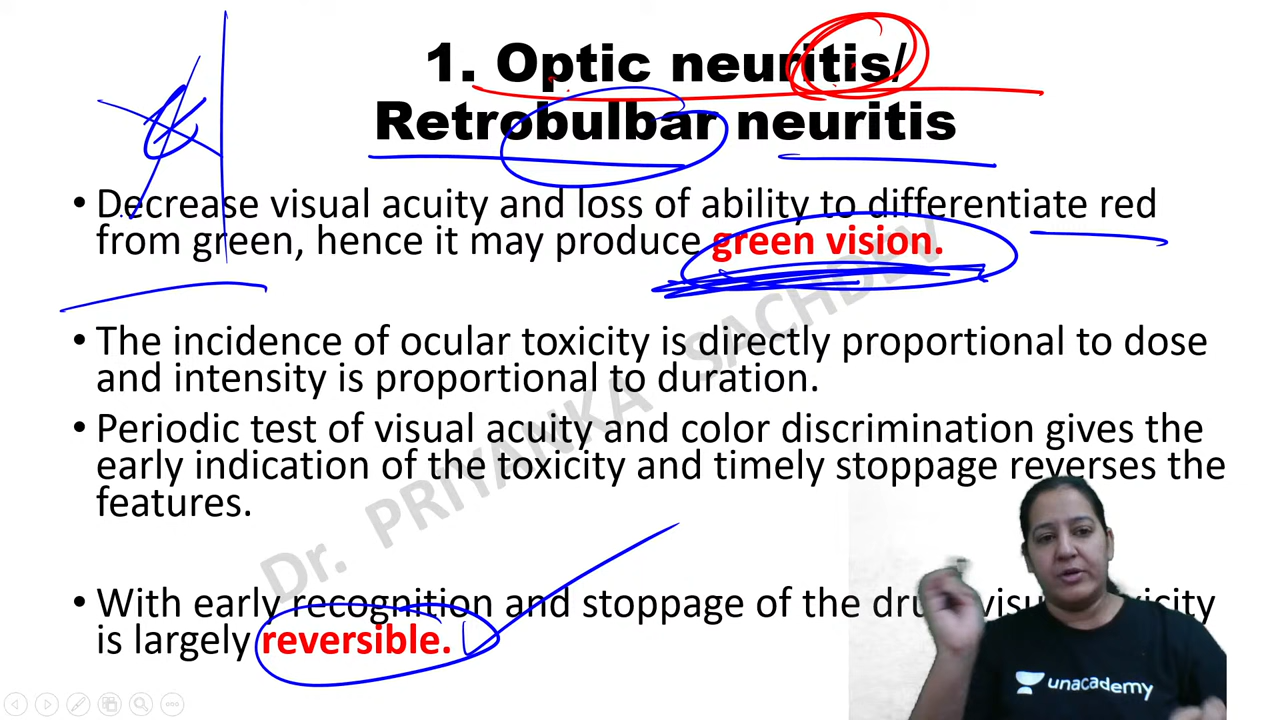 1. Optic neuritis/
Retrobulbar neuritis
• Decrease visual acuity and loss of ability to differentiate red
from green, hence it may produce green vision.
• The incidence of ocular toxicity is directly proportional to dose
and intensity is proportional to duration.
• Periodic test of visual acuity and color discrimination gives the
early indication of the toxicity and timely stoppage reverses the
features.
• With early recognition and stoppage of the
is largely reversible.
Dr. PRIYANKA SACHDEV
unacademy